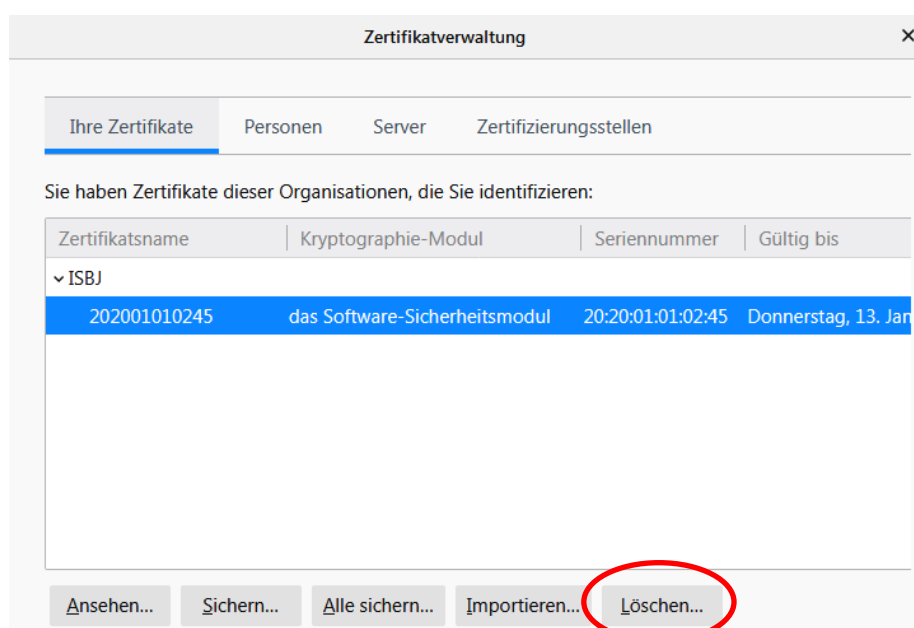 Zertifikatverwaltung
Ihre Zertifikate Personen Server Zertifizierungsstellen
Sie haben Zertifikate dieser Organisationen, die Sie identifizieren:
Zertifikatsname Kryptographie-Modul Seriennummer Gültig bis
ISBJ
202001010245 das Software-Sicherheitsmodul 20:20:01:01:02:45 Donnerstag, 13. Jan
Ansehen... Sichern... Alle sichern... Importieren... Löschen...